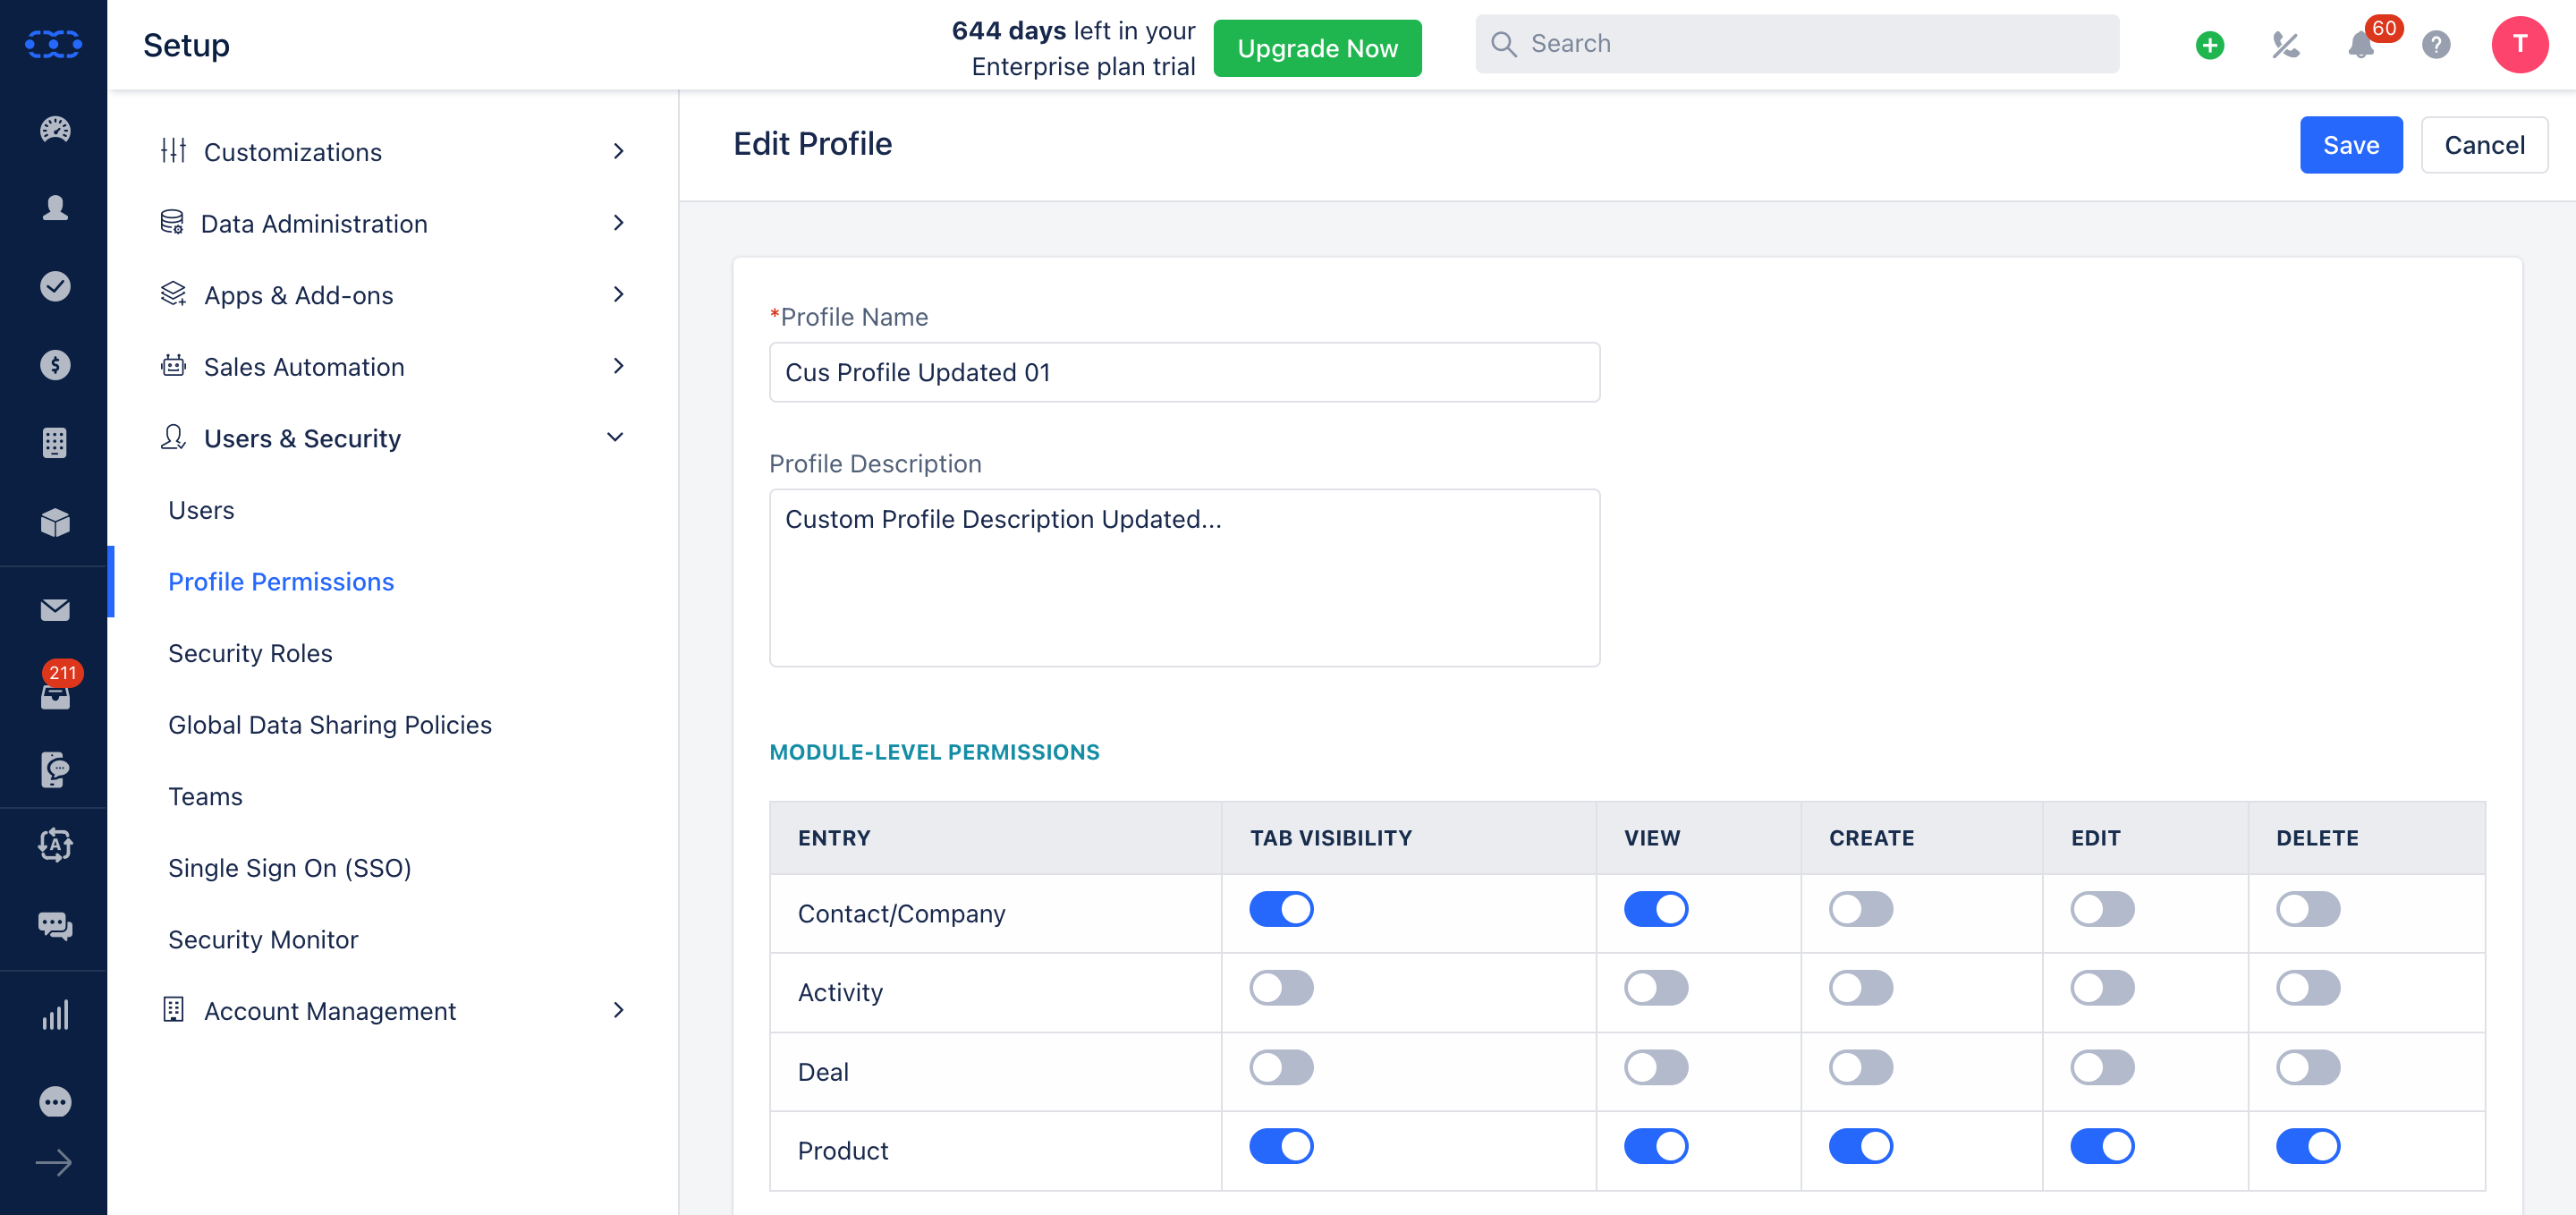 Setup
644 days left in your
Enterprise plan trial
Upgrade Now
Search
60
?
T
Customizations
Data Administration
Apps & Add-ons
Sales Automation
Users & Security
Users
Profile Permissions
Security Roles
Global Data Sharing Policies
Teams
Single Sign On (SSO)
Security Monitor
Account Management
$
211
A
Edit Profile
Save
Cancel
*Profile Name
Cus Profile Updated 01
Profile Description
Custom Profile Description Updated...
MODULE-LEVEL PERMISSIONS
ENTRY TAB VISIBILITY VIEW CREATE EDIT DELETE
Contact/Company
Activity
Deal
Product